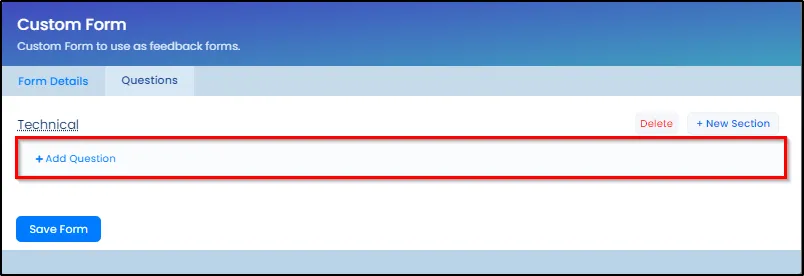 Custom Form
Custom Form to use as feedback forms.
Form Details
Questions
Technical
Delete
+ New Section
+ Add Question
Save Form